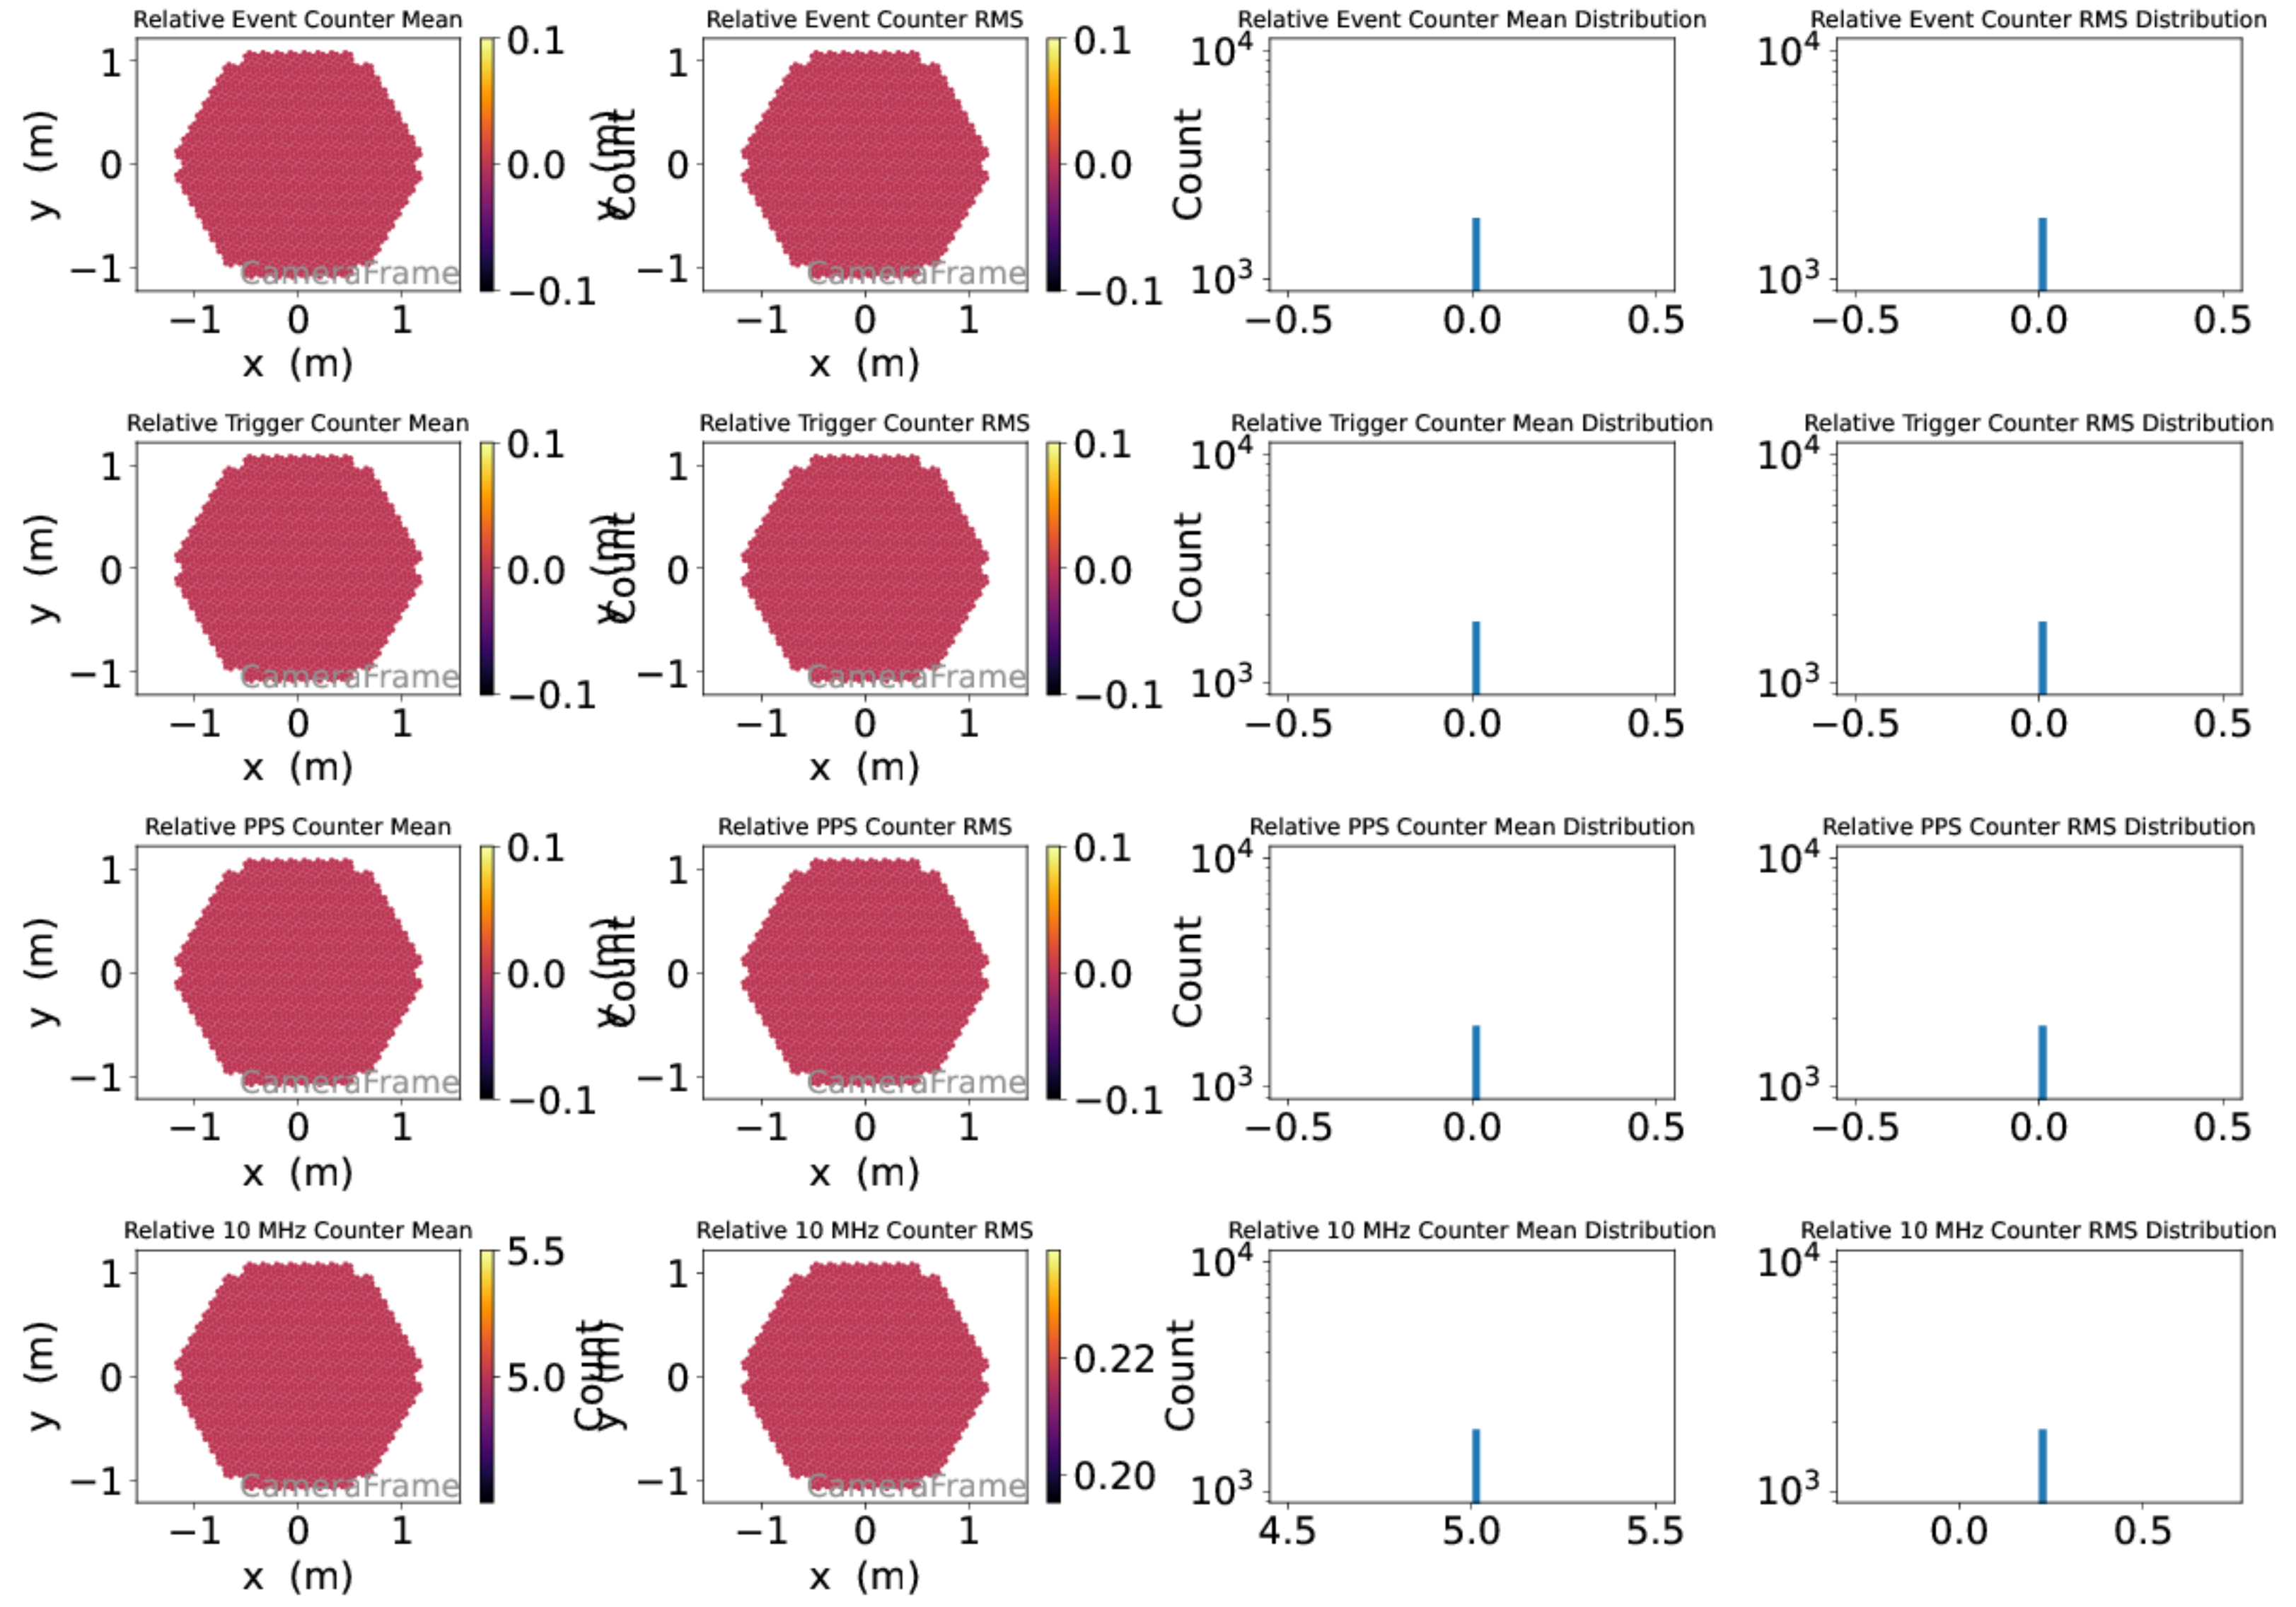 Relative Event Counter Mean
Relative Event Counter RMS
Relative Event Counter Mean Distribution
Relative Event Counter RMS Distribution
y (m)
1
0
−1
−1 0 1
x (m)
CameraFrame
0.1
0.0
−0.1
y (m)
Count
1
0
−1
−1 0 1
x (m)
CameraFrame
0.1
0.0
−0.1
Count
10⁴
10³
−0.5 0.0 0.5
10⁴
10³
−0.5 0.0 0.5
Relative Trigger Counter Mean
Relative Trigger Counter RMS
Relative Trigger Counter Mean Distribution
Relative Trigger Counter RMS Distribution
y (m)
1
0
−1
−1 0 1
x (m)
CameraFrame
0.1
0.0
−0.1
y (m)
Count
1
0
−1
−1 0 1
x (m)
CameraFrame
0.1
0.0
−0.1
Count
10⁴
10³
−0.5 0.0 0.5
10⁴
10³
−0.5 0.0 0.5
Relative PPS Counter Mean
Relative PPS Counter RMS
Relative PPS Counter Mean Distribution
Relative PPS Counter RMS Distribution
y (m)
1
0
−1
−1 0 1
x (m)
CameraFrame
0.1
0.0
−0.1
y (m)
Count
1
0
−1
−1 0 1
x (m)
CameraFrame
0.1
0.0
−0.1
Count
10⁴
10³
−0.5 0.0 0.5
10⁴
10³
−0.5 0.0 0.5
Relative 10 MHz Counter Mean
Relative 10 MHz Counter RMS
Relative 10 MHz Counter Mean Distribution
Relative 10 MHz Counter RMS Distribution
y (m)
1
0
−1
−1 0 1
x (m)
CameraFrame
5.5
5.0
Count
y (m)
1
0
−1
−1 0 1
x (m)
CameraFrame
0.22
0.20
Count
10⁴
10³
4.5 5.0 5.5
10⁴
10³
0.0 0.5